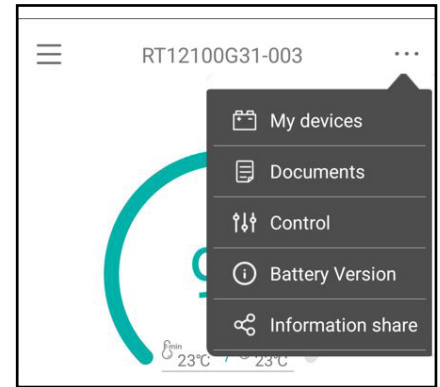 RT12100G31-003
My devices
Documents
Control
Battery Version
Information share
min
23℃ 23℃